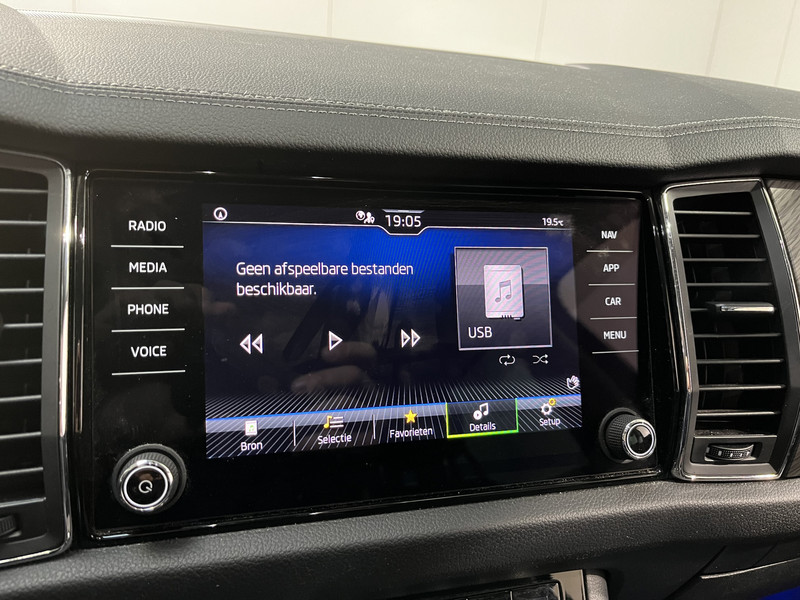 RADIO
MEDIA
PHONE
VOICE
19:05
19.5°C
Geen afspeelbare bestanden
beschikbaar.
USB
Bron
Selectie
Favorieten
Details
Setup
NAV
APP
CAR
MENU